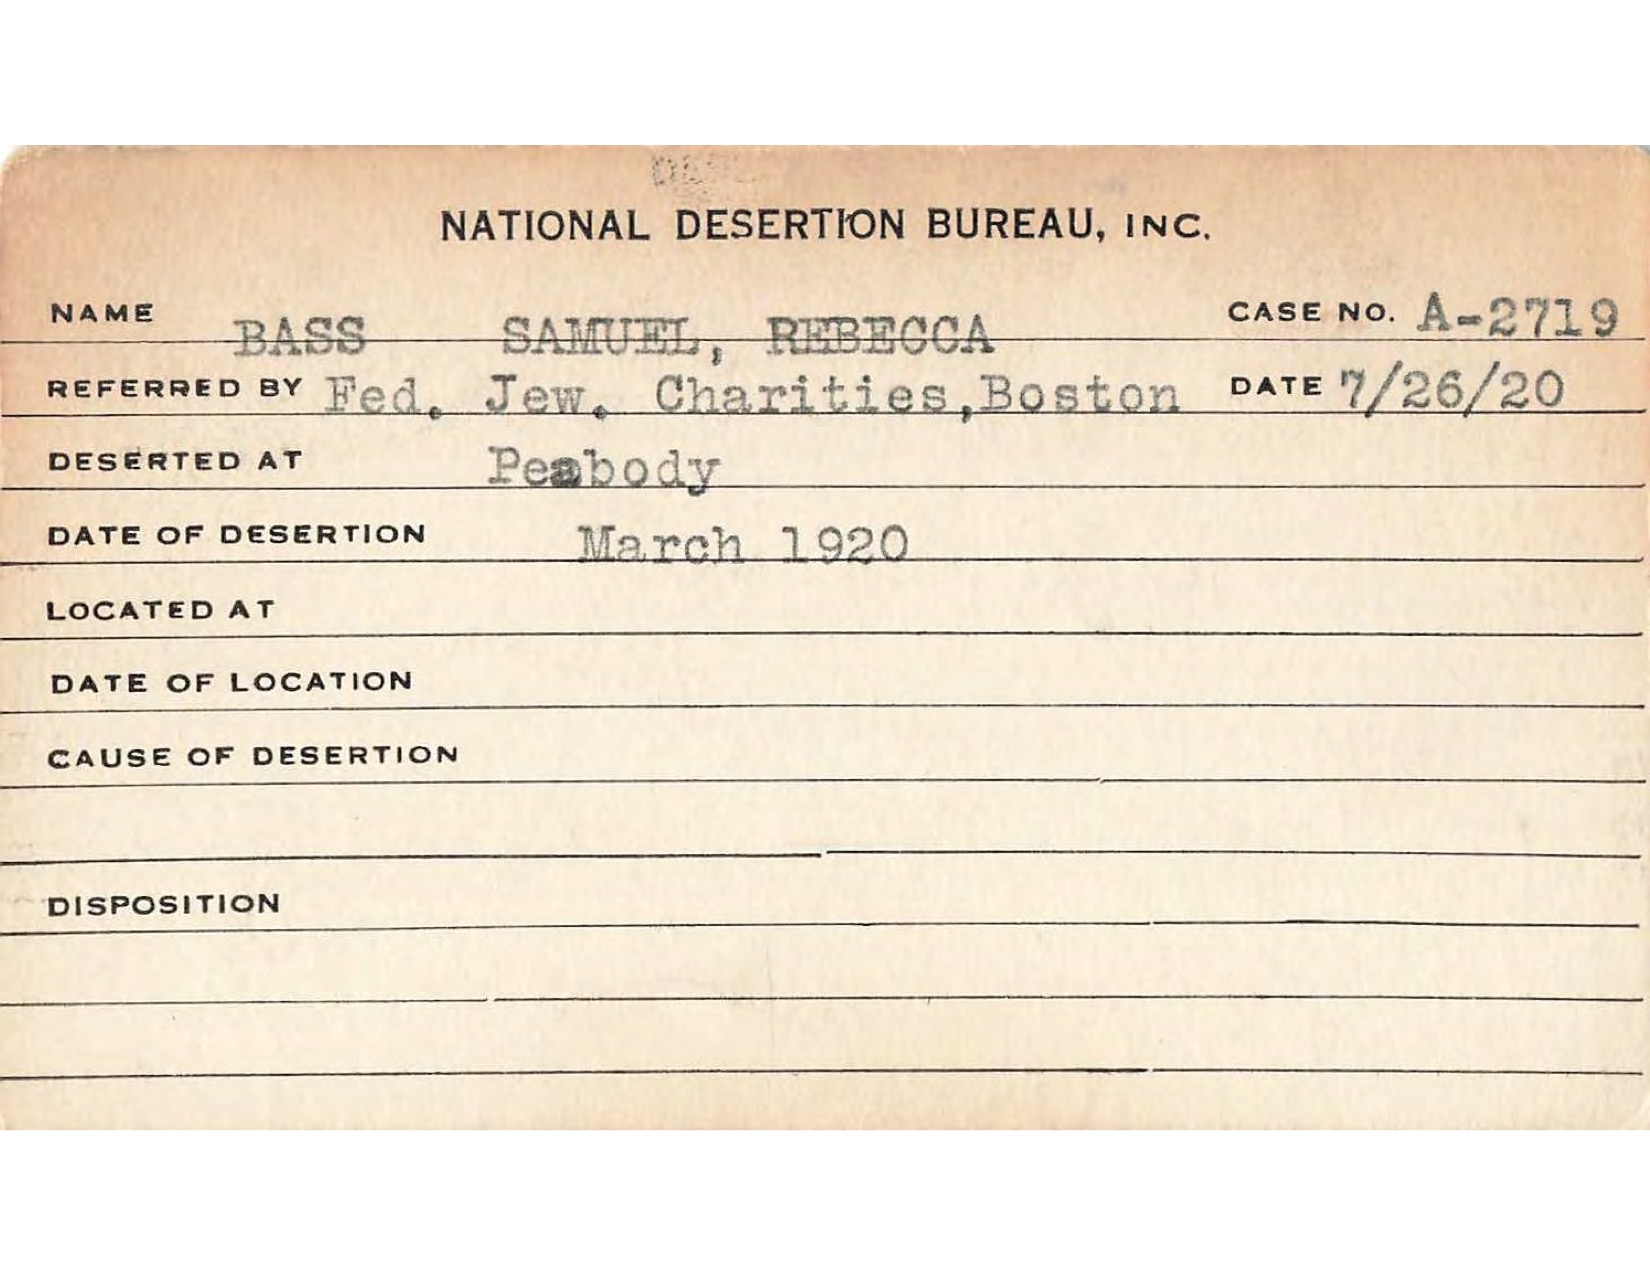 NATIONAL DESERTION BUREAU, INC.
NAME BASS SAMUEL, REBECCA CASE NO. A-2719
REFERRED BY Fed. Jew. Charities,Boston DATE 7/26/20
DESERTED AT Peabody
DATE OF DESERTION March 1920
LOCATED AT
DATE OF LOCATION
CAUSE OF DESERTION
DISPOSITION